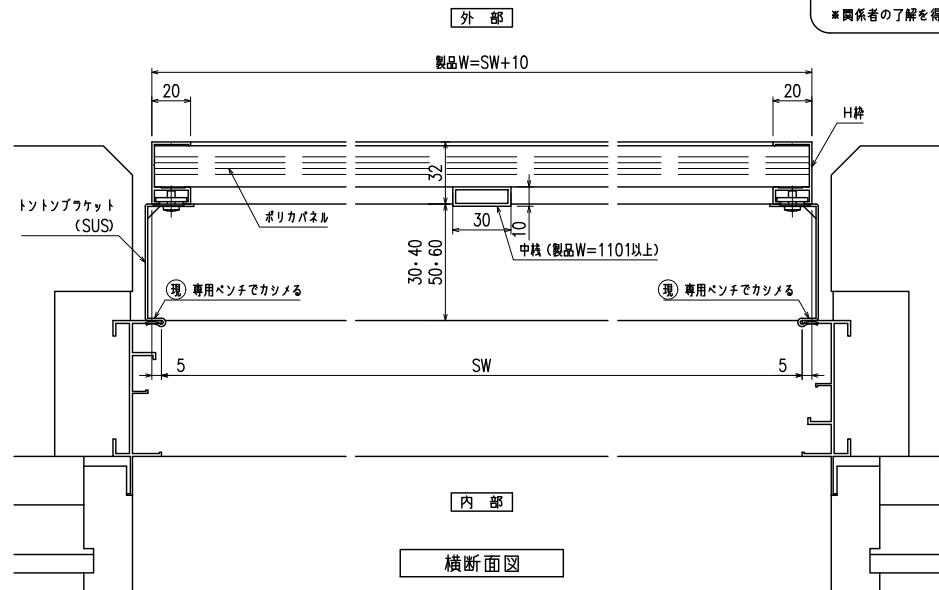 外 部
※関係者の了解を得
製品W=SW+10
20
20
H枠
32
トントンブラケット
(SUS)
ポリカパネル
30
10
中桟（製品W=1101以上）
30・40
50・60
現 専用ペンチでカシメる
現 専用ペンチでカシメる
5
SW
5
内 部
横断面図